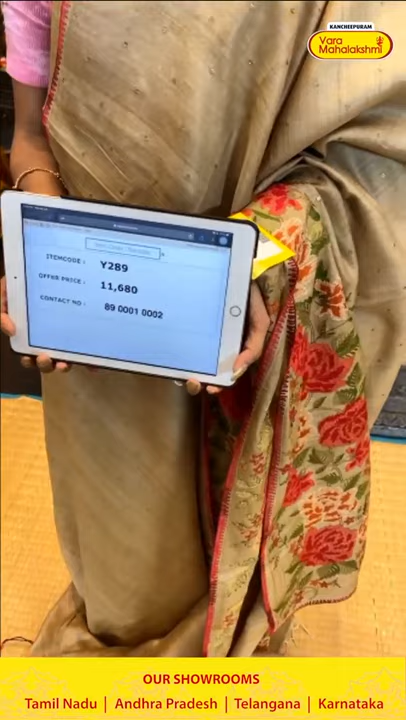 KANCHEEPURAM
Vara
Mahalakshmi
ITEMCODE : Y289
OFFER PRICE : 11,680
CONTACT NO : 89 0001 0002
OUR SHOWROOMS
Tamil Nadu | Andhra Pradesh | Telangana | Karnataka